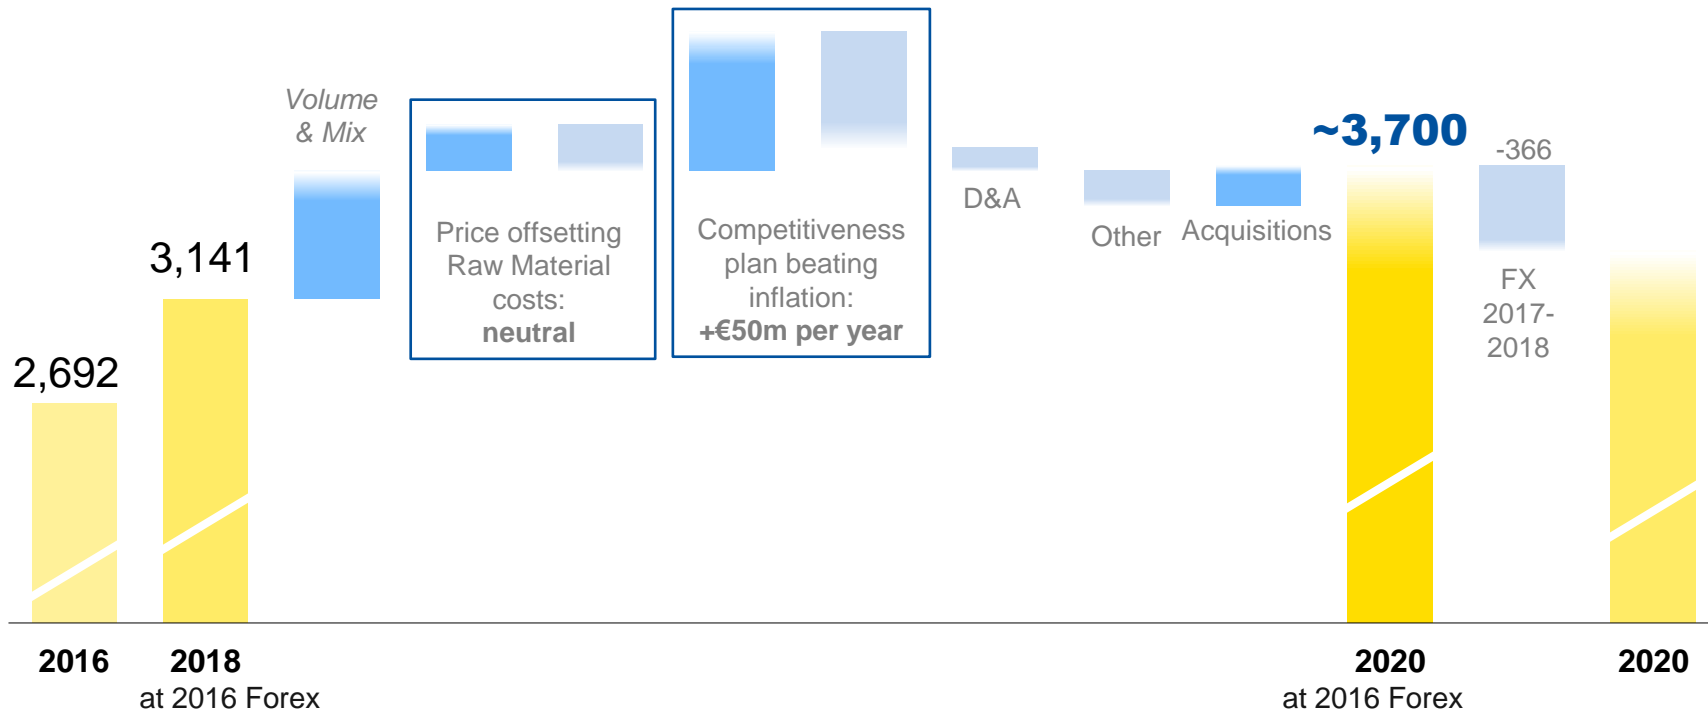 Volume
& Mix
2,692
3,141
Price offsetting
Raw Material
costs:
neutral
Competitiveness
plan beating
inflation:
+€50m per year
D&A
Other
Acquisitions
~3,700
-366
FX
2017-
2018
2016
2018
at 2016 Forex
2020
at 2016 Forex
2020